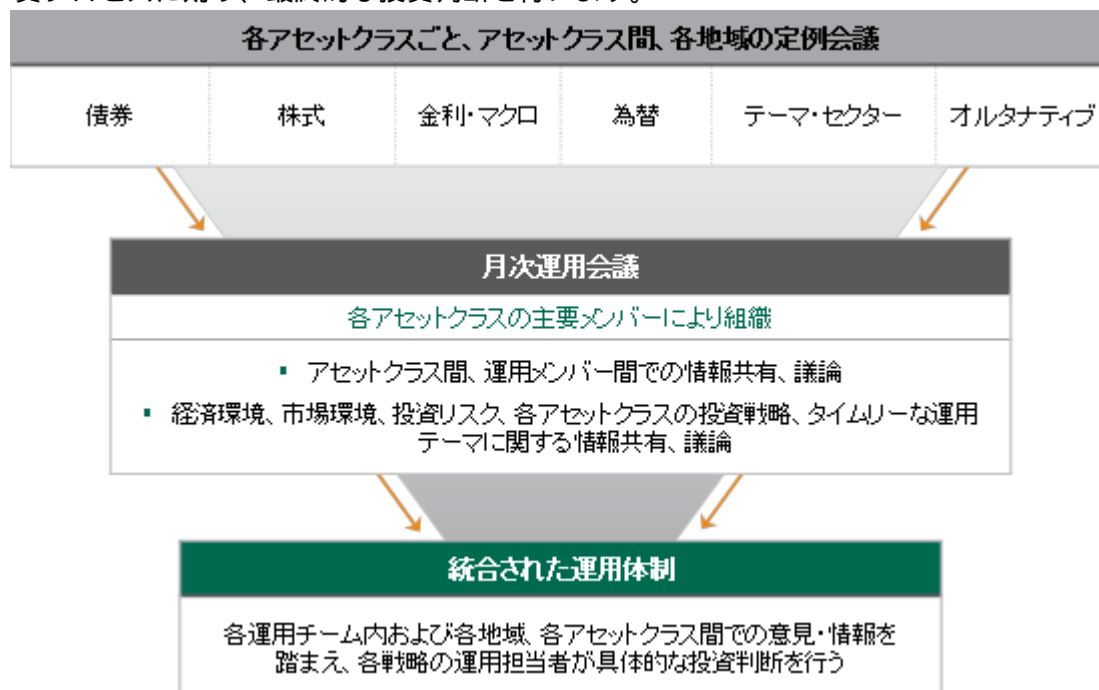 各アセットクラスごと、アセットクラス間、各地域の定例会議
債券 株式 金利・マクロ 為替 テーマ・セクター オルタナティブ
月次運用会議
各アセットクラスの主要メンバーにより組織
▪ アセットクラス間、運用メンバー間での情報共有、議論
▪ 経済環境、市場環境、投資リスク、各アセットクラスの投資戦略、タイムリーな運用
テーマに関する情報共有、議論
統合された運用体制
各運用チーム内および各地域、各アセットクラス間での意見・情報を
踏まえ、各戦略の運用担当者が具体的な投資判断を行う